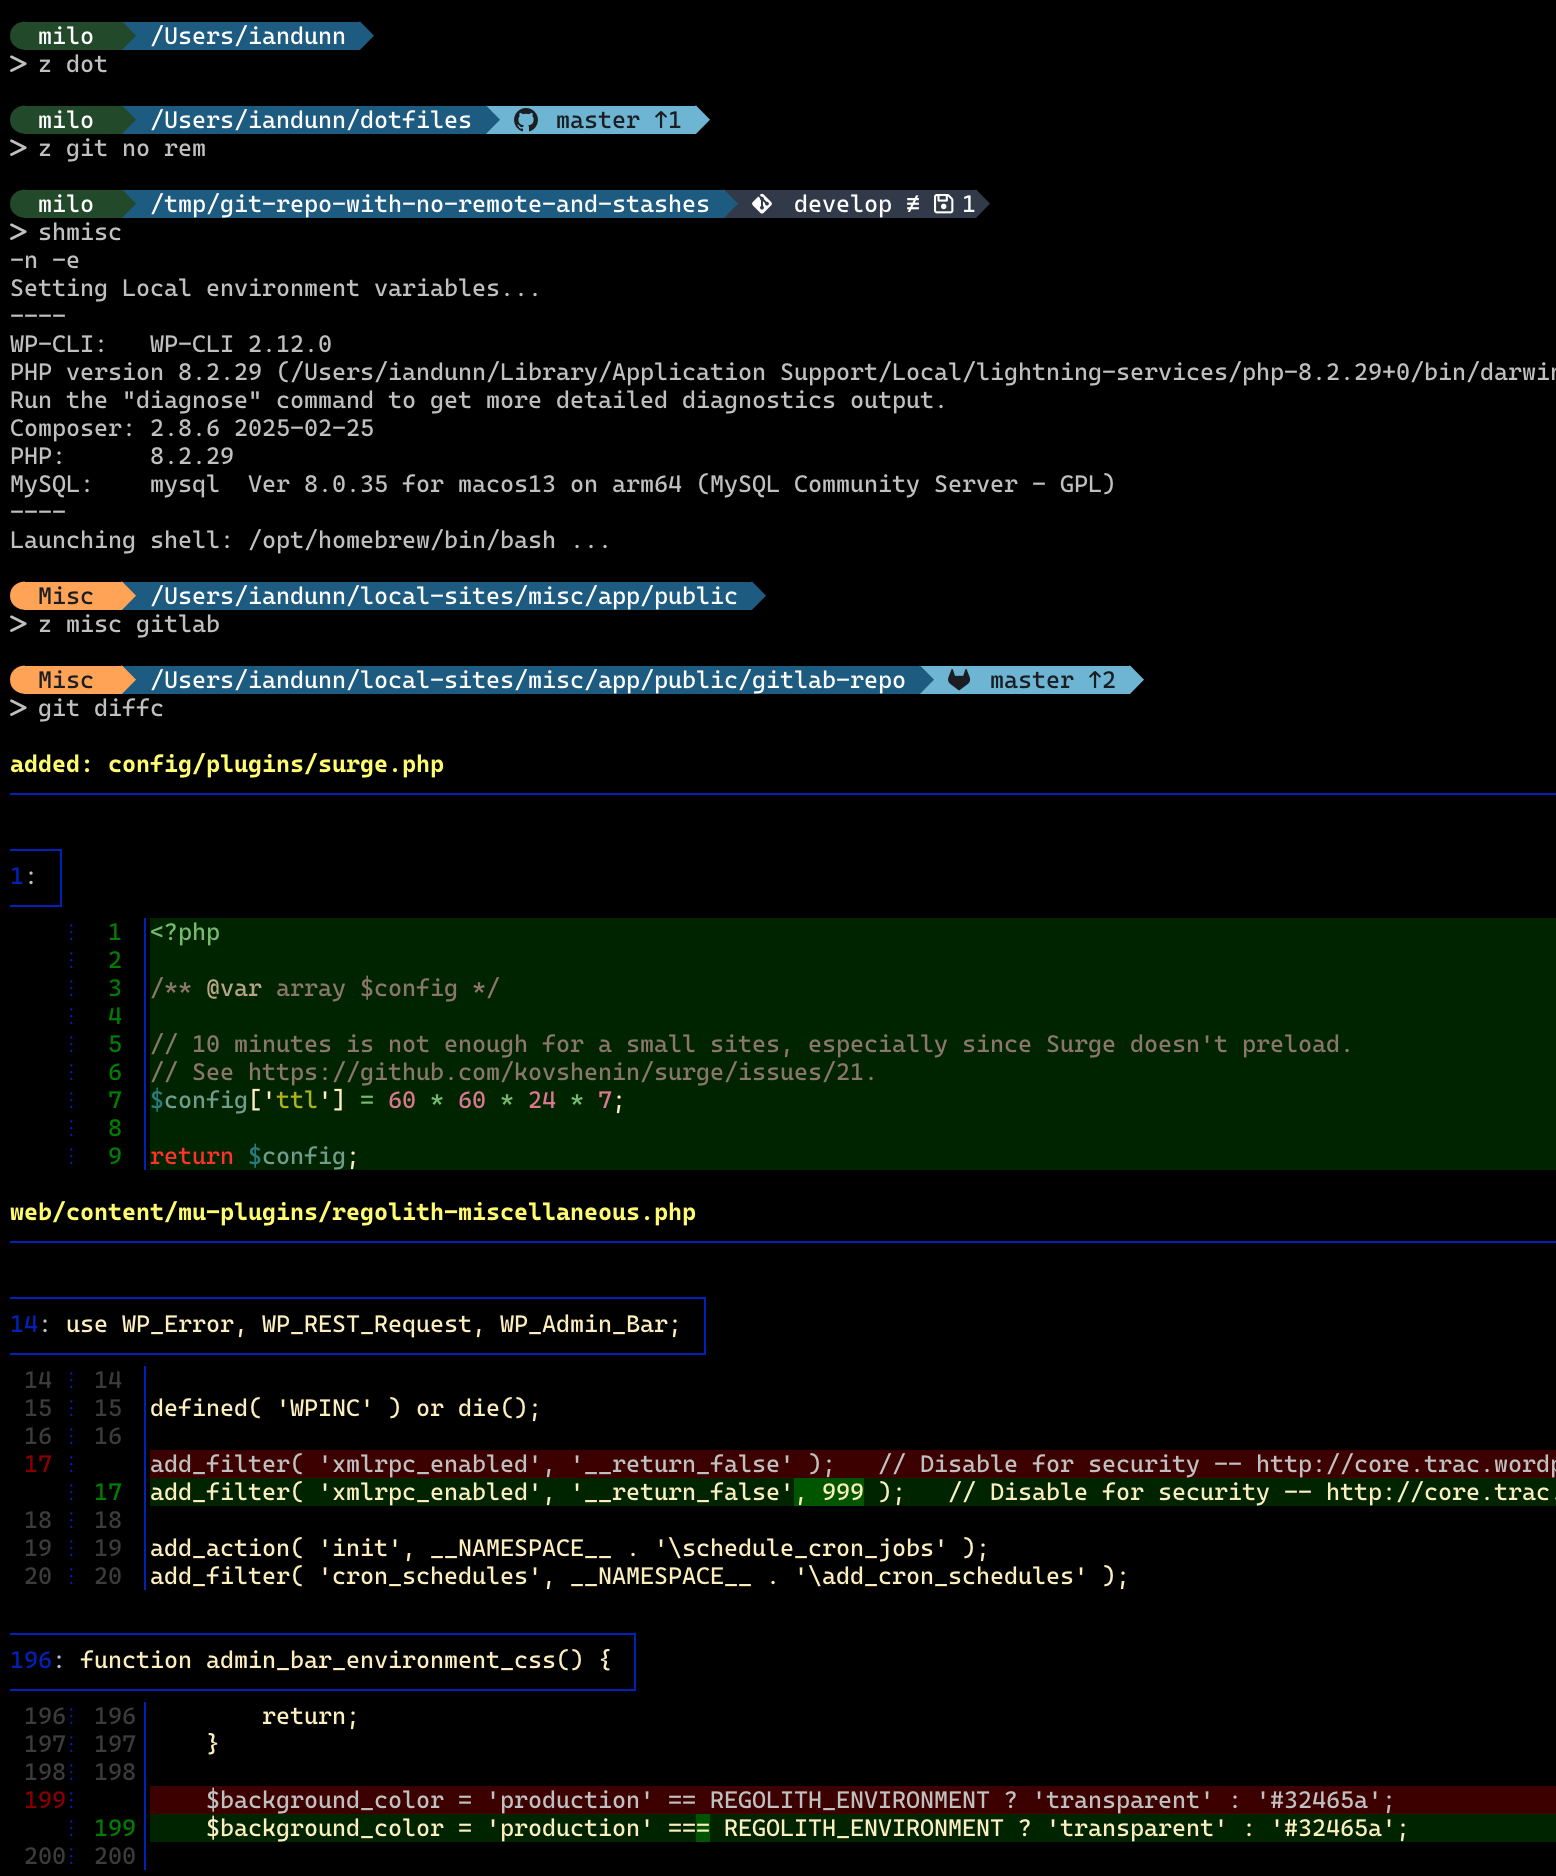 milo /Users/iandunn
> z dot
milo /Users/iandunn/dotfiles master ↑1
> z git no rem
milo /tmp/git-repo-with-no-remote-and-stashes develop ≢ 1
> shmisc
-n -e
Setting Local environment variables...
----
WP-CLI:   WP-CLI 2.12.0
PHP version 8.2.29 (/Users/iandunn/Library/Application Support/Local/lightning-services/php-8.2.29+0/bin/darwin
Run the "diagnose" command to get more detailed diagnostics output.
Composer: 2.8.6 2025-02-25
PHP:      8.2.29
MySQL:    mysql  Ver 8.0.35 for macos13 on arm64 (MySQL Community Server - GPL)
----
Launching shell: /opt/homebrew/bin/bash ...
Misc /Users/iandunn/local-sites/misc/app/public
> z misc gitlab
Misc /Users/iandunn/local-sites/misc/app/public/gitlab-repo master ↑2
> git diffc
added: config/plugins/surge.php
1:
⋮ 1 <?php
⋮ 2
⋮ 3 /** @var array $config */
⋮ 4
⋮ 5 // 10 minutes is not enough for a small sites, especially since Surge doesn't preload.
⋮ 6 // See https://github.com/kovshenin/surge/issues/21.
⋮ 7 $config['ttl'] = 60 * 60 * 24 * 7;
⋮ 8
⋮ 9 return $config;
web/content/mu-plugins/regolith-miscellaneous.php
14: use WP_Error, WP_REST_Request, WP_Admin_Bar;
14 ⋮ 14
15 ⋮ 15 defined( 'WPINC' ) or die();
16 ⋮ 16
17 ⋮ add_filter( 'xmlrpc_enabled', '__return_false' );   // Disable for security -- http://core.trac.wordp
⋮ 17 add_filter( 'xmlrpc_enabled', '__return_false', 999 );   // Disable for security -- http://core.trac.
18 ⋮ 18
19 ⋮ 19 add_action( 'init', __NAMESPACE__ . '\schedule_cron_jobs' );
20 ⋮ 20 add_filter( 'cron_schedules', __NAMESPACE__ . '\add_cron_schedules' );
196: function admin_bar_environment_css() {
196⋮ 196         return;
197⋮ 197     }
198⋮ 198
199⋮     $background_color = 'production' == REGOLITH_ENVIRONMENT ? 'transparent' : '#32465a';
⋮ 199     $background_color = 'production' === REGOLITH_ENVIRONMENT ? 'transparent' : '#32465a';
200⋮ 200